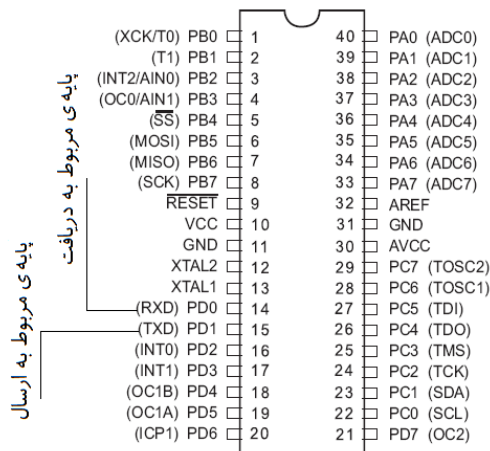 پایه ی مربوط به دریافت
پایه ی مربوط به ارسال
(XCK/T0) PB0 1
(T1) PB1 2
(INT2/AIN0) PB2 3
(OC0/AIN1) PB3 4
(S̅S̅) PB4 5
(MOSI) PB5 6
(MISO) PB6 7
(SCK) PB7 8
R̅E̅S̅E̅T̅ 9
VCC 10
GND 11
XTAL2 12
XTAL1 13
(RXD) PD0 14
(TXD) PD1 15
(INT0) PD2 16
(INT1) PD3 17
(OC1B) PD4 18
(OC1A) PD5 19
(ICP1) PD6 20
40 PA0 (ADC0)
39 PA1 (ADC1)
38 PA2 (ADC2)
37 PA3 (ADC3)
36 PA4 (ADC4)
35 PA5 (ADC5)
34 PA6 (ADC6)
33 PA7 (ADC7)
32 AREF
31 GND
30 AVCC
29 PC7 (TOSC2)
28 PC6 (TOSC1)
27 PC5 (TDI)
26 PC4 (TDO)
25 PC3 (TMS)
24 PC2 (TCK)
23 PC1 (SDA)
22 PC0 (SCL)
21 PD7 (OC2)